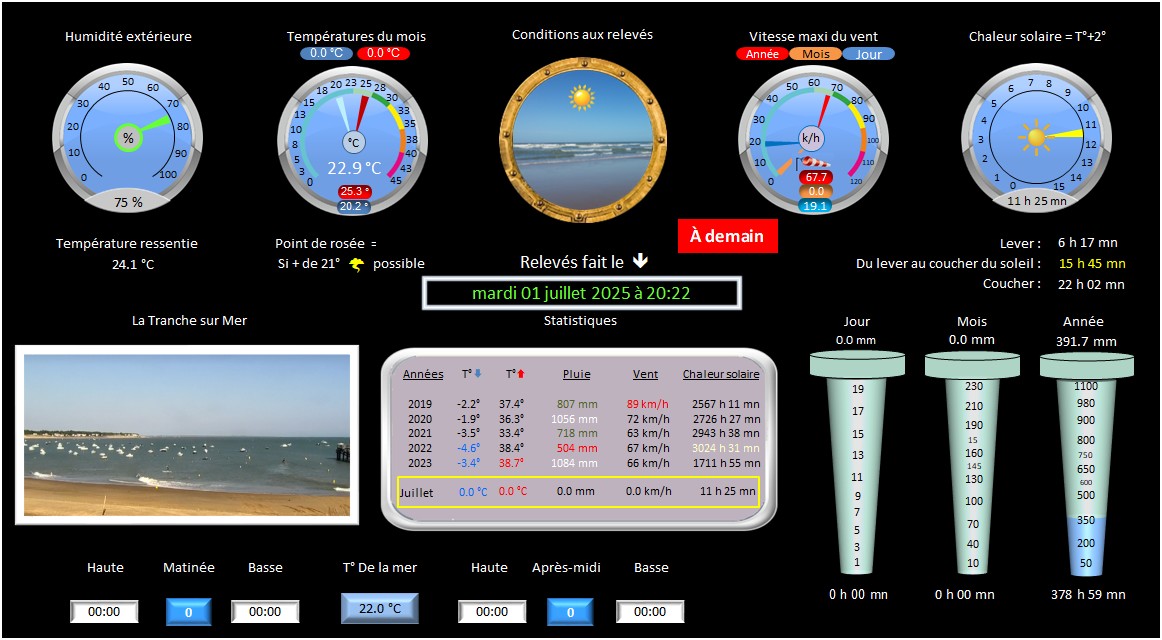 Humidité extérieure
Températures du mois
Conditions aux relevés
Vitesse maxi du vent
Chaleur solaire = T°+2°
0.0 °C 0.0 °C
Année Mois Jour
0 10 20 30 40 50 60 70 80 90 100
%
75 %
0 3 5 8 10 13 15 18 20 23 25 28 30 33 35 38 40 43 45
°C
22.9 °C
25.3 °
20.2 °
0 10 20 30 40 50 60 70 80 90 100 110 120
k/h
67.7
0.0
19.1
0 1 2 3 4 5 6 7 8 9 10 11 12 13 14 15
11 h 25 mn
Température ressentie
24.1 °C
Point de rosée =
Si + de 21° possible
À demain
Relevés fait le
mardi 01 juillet 2025 à 20:22
Lever : 6 h 17 mn
Du lever au coucher du soleil : 15 h 45 mn
Coucher : 22 h 02 mn
La Tranche sur Mer
Statistiques
Années T° T° Pluie Vent Chaleur solaire
2019 -2.2° 37.4° 807 mm 89 km/h 2567 h 11 mn
2020 -1.9° 36.3° 1056 mm 72 km/h 2726 h 27 mn
2021 -3.5° 33.4° 718 mm 63 km/h 2943 h 38 mn
2022 -4.6° 38.4° 504 mm 67 km/h 3024 h 31 mn
2023 -3.4° 38.7° 1084 mm 66 km/h 1711 h 55 mn
Juillet 0.0 °C 0.0 °C 0.0 mm 0.0 km/h 11 h 25 mn
Jour
0.0 mm
19
17
15
13
11
9
7
5
3
1
0 h 00 mn
Mois
0.0 mm
230
210
190
15
160
145
130
100
70
40
10
0 h 00 mn
Année
391.7 mm
1100
980
900
800
750
650
600
500
350
200
50
378 h 59 mn
Haute Matinée Basse T° De la mer Haute Après-midi Basse
00:00 0 00:00 22.0 °C 00:00 0 00:00